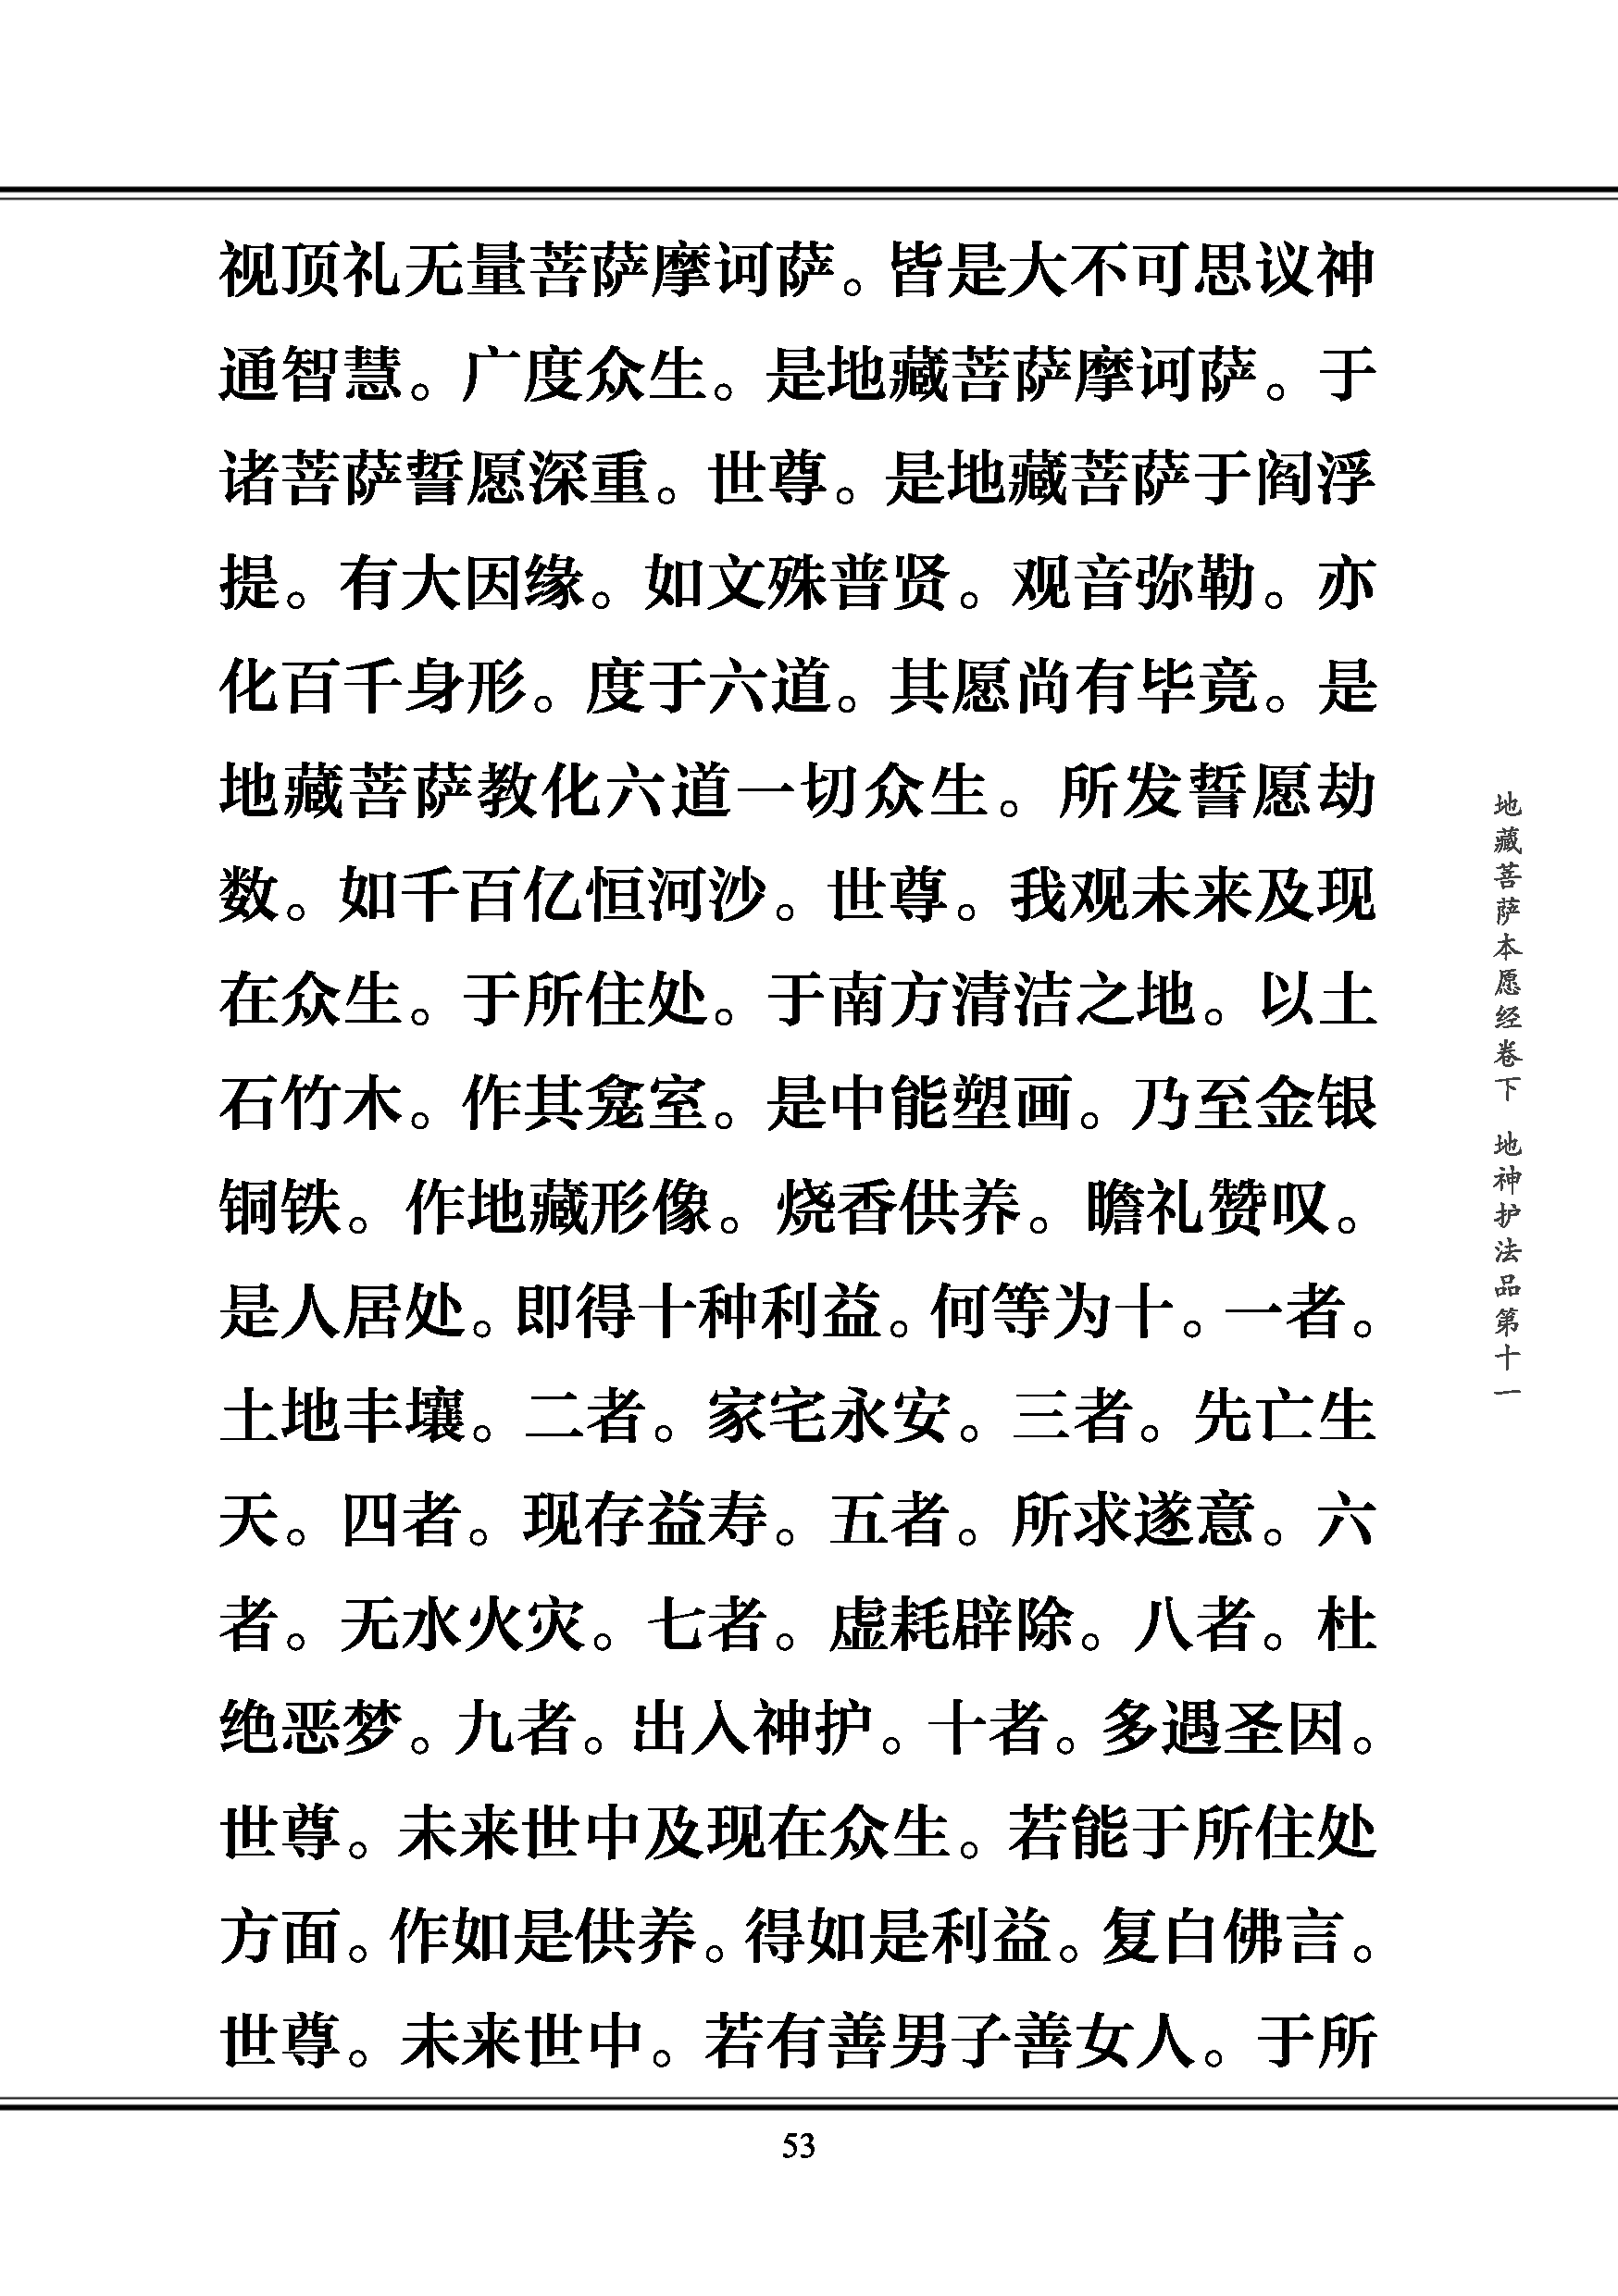 视顶礼无量菩萨摩诃萨。皆是大不可思议神
通智慧。广度众生。是地藏菩萨摩诃萨。于
诸菩萨誓愿深重。世尊。是地藏菩萨于阎浮
提。有大因缘。如文殊普贤。观音弥勒。亦
化百千身形。度于六道。其愿尚有毕竟。是
地藏菩萨教化六道一切众生。所发誓愿劫
数。如千百亿恒河沙。世尊。我观未来及现
在众生。于所住处。于南方清洁之地。以土
石竹木。作其龛室。是中能塑画。乃至金银
铜铁。作地藏形像。烧香供养。瞻礼赞叹。
是人居处。即得十种利益。何等为十。一者。
土地丰壤。二者。家宅永安。三者。先亡生
天。四者。现存益寿。五者。所求遂意。六
者。无水火灾。七者。虚耗辟除。八者。杜
绝恶梦。九者。出入神护。十者。多遇圣因。
世尊。未来世中及现在众生。若能于所住处
方面。作如是供养。得如是利益。复白佛言。
世尊。未来世中。若有善男子善女人。于所
地藏菩萨本愿经卷下 地神护法品第十一
53